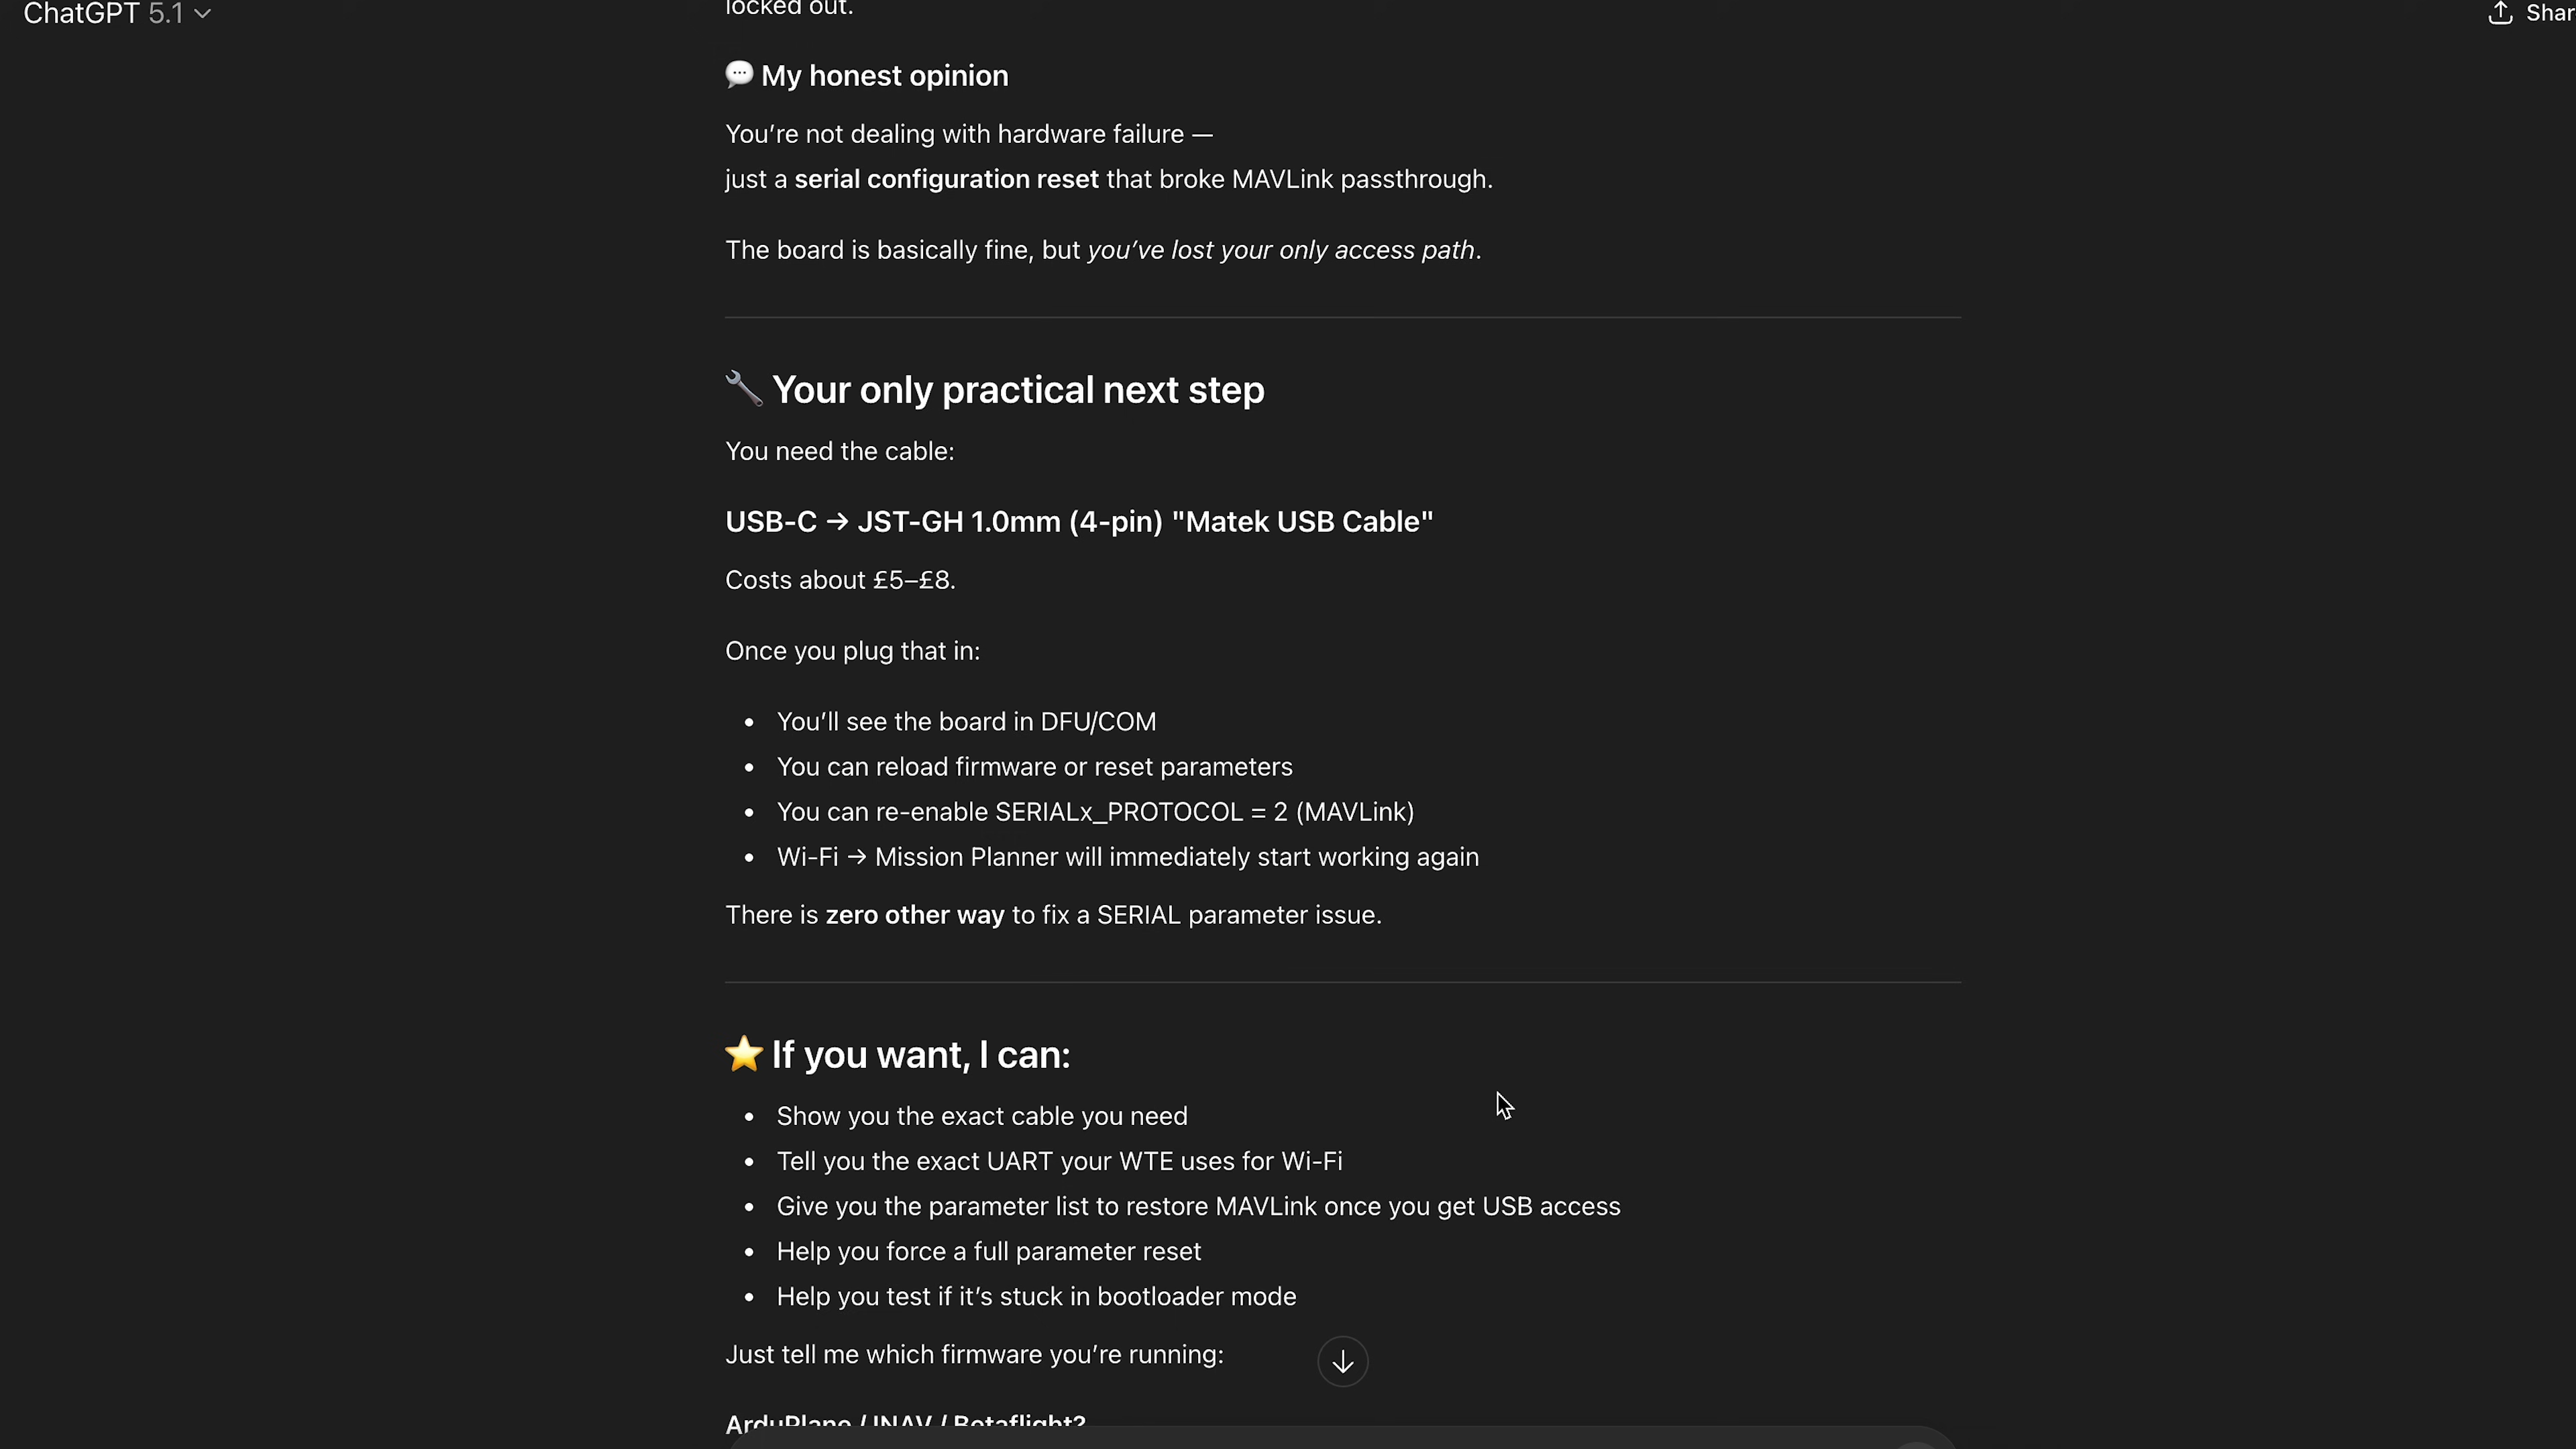 ChatGPT 5.1
Shar
locked out.
💬 My honest opinion
You’re not dealing with hardware failure —
just a serial configuration reset that broke MAVLink passthrough.
The board is basically fine, but you’ve lost your only access path.
🔧 Your only practical next step
You need the cable:
USB-C → JST-GH 1.0mm (4-pin) "Matek USB Cable"
Costs about £5–£8.
Once you plug that in:
• You’ll see the board in DFU/COM
• You can reload firmware or reset parameters
• You can re-enable SERIALx_PROTOCOL = 2 (MAVLink)
• Wi-Fi → Mission Planner will immediately start working again
There is zero other way to fix a SERIAL parameter issue.
⭐ If you want, I can:
• Show you the exact cable you need
• Tell you the exact UART your WTE uses for Wi-Fi
• Give you the parameter list to restore MAVLink once you get USB access
• Help you force a full parameter reset
• Help you test if it’s stuck in bootloader mode
Just tell me which firmware you’re running:
ArduPlane / INAV / Betaflight?